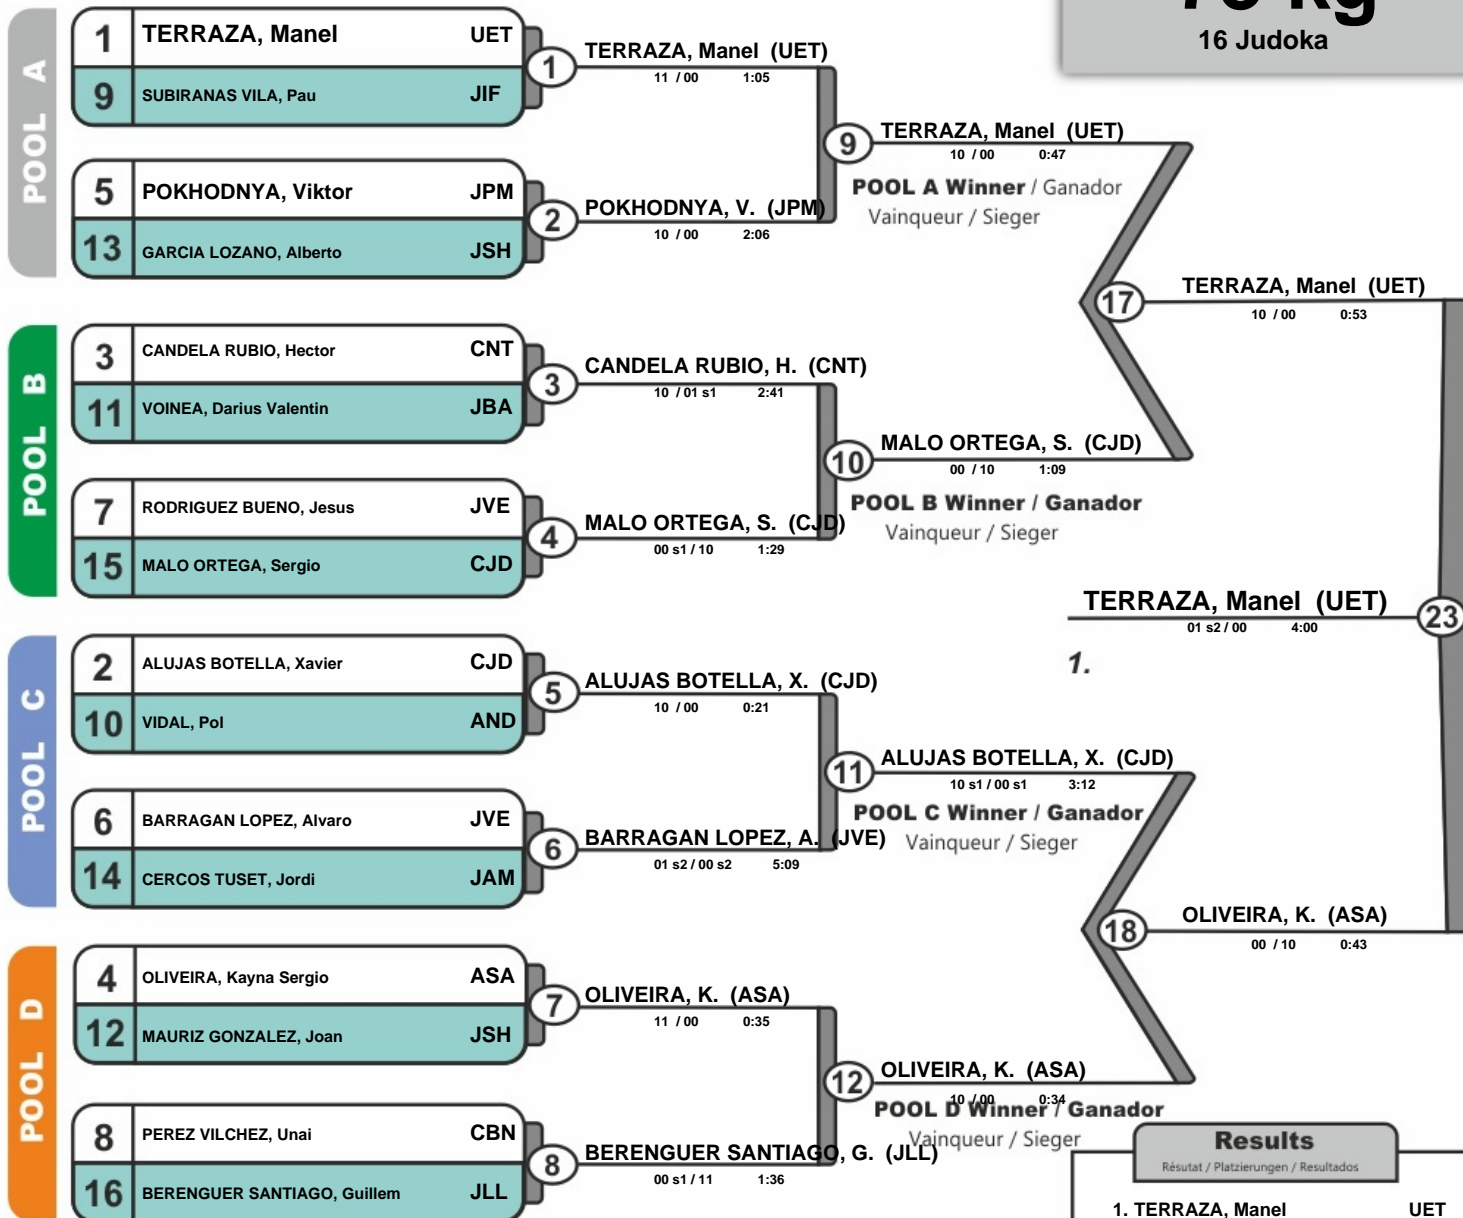 16 Judoka
POOL A
1 TERRAZA, Manel UET
9 SUBIRANAS VILA, Pau JIF
1
TERRAZA, Manel (UET)
11 / 00 1:05
5 POKHODNYA, Viktor JPM
13 GARCIA LOZANO, Alberto JSH
2
POKHODNYA, V. (JPM)
10 / 00 2:06
9
TERRAZA, Manel (UET)
10 / 00 0:47
POOL A Winner / Ganador
Vainqueur / Sieger
POOL B
3 CANDELA RUBIO, Hector CNT
11 VOINEA, Darius Valentin JBA
3
CANDELA RUBIO, H. (CNT)
10 / 01 s1 2:41
7 RODRIGUEZ BUENO, Jesus JVE
15 MALO ORTEGA, Sergio CJD
4
MALO ORTEGA, S. (CJD)
00 s1 / 10 1:29
10
MALO ORTEGA, S. (CJD)
00 / 10 1:09
POOL B Winner / Ganador
Vainqueur / Sieger
17
TERRAZA, Manel (UET)
10 / 00 0:53
TERRAZA, Manel (UET)
01 s2 / 00 4:00
23
1.
POOL C
2 ALUJAS BOTELLA, Xavier CJD
10 VIDAL, Pol AND
5
ALUJAS BOTELLA, X. (CJD)
10 / 00 0:21
6 BARRAGAN LOPEZ, Alvaro JVE
14 CERCOS TUSET, Jordi JAM
6
BARRAGAN LOPEZ, A. (JVE)
01 s2 / 00 s2 5:09
11
ALUJAS BOTELLA, X. (CJD)
10 s1 / 00 s1 3:12
POOL C Winner / Ganador
Vainqueur / Sieger
18
OLIVEIRA, K. (ASA)
00 / 10 0:43
POOL D
4 OLIVEIRA, Kayna Sergio ASA
12 MAURIZ GONZALEZ, Joan JSH
7
OLIVEIRA, K. (ASA)
11 / 00 0:35
8 PEREZ VILCHEZ, Unai CBN
16 BERENGUER SANTIAGO, Guillem JLL
8
BERENGUER SANTIAGO, G. (JLL)
00 s1 / 11 1:36
12
OLIVEIRA, K. (ASA)
10 / 00 0:34
POOL D Winner / Ganador
Vainqueur / Sieger
Results
Résutat / Platzierungen / Resultados
1. TERRAZA, Manel UET